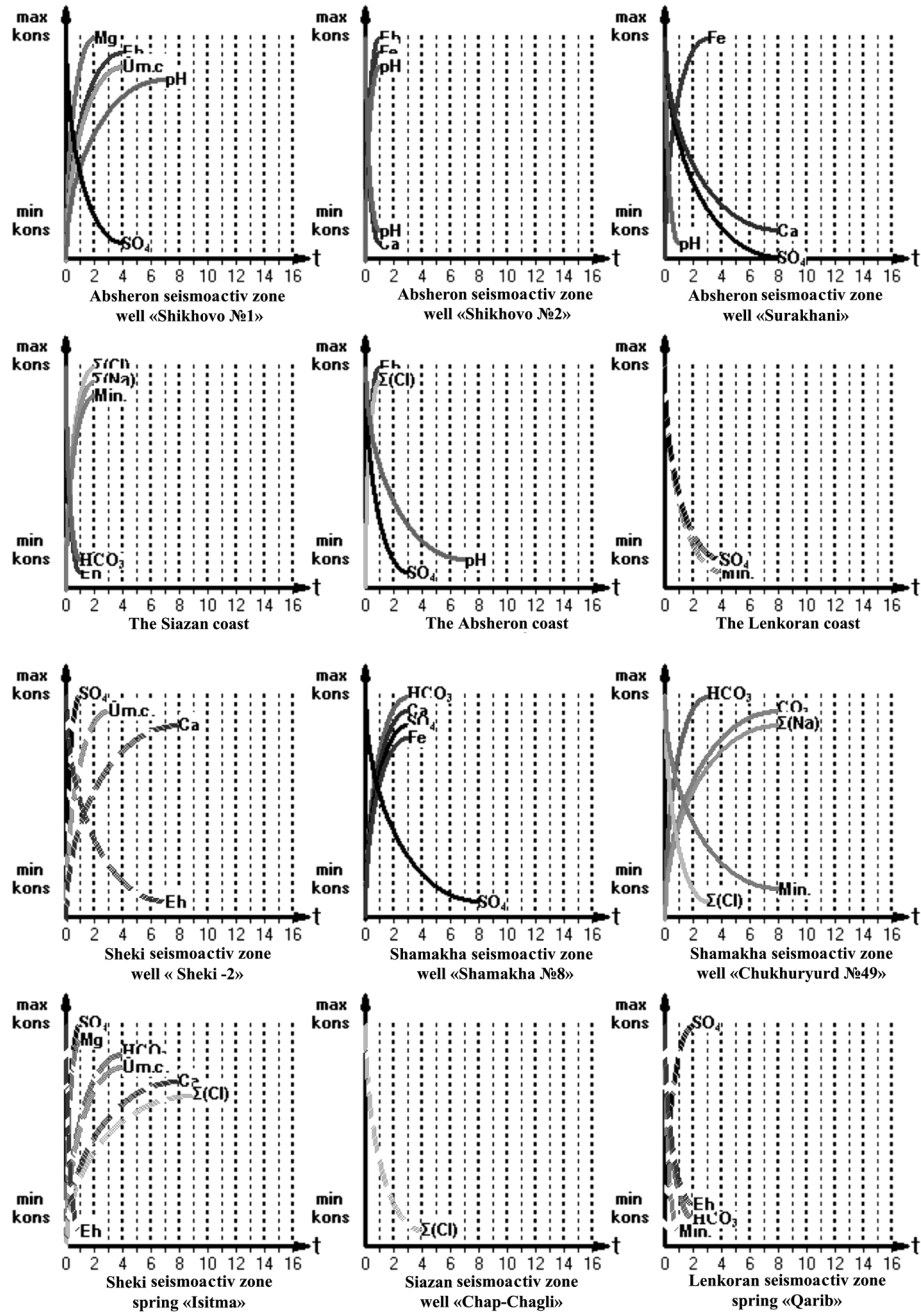 max
kons
Mg
Eh
Üm.c
pH
min
kons
SO₄
t
0 2 4 6 8 10 12 14 16
Absheron seismoactiv zone
well «Shikhovo №1»
max
kons
Eh
Fe
pH
min
kons
pH
Ca
t
0 2 4 6 8 10 12 14 16
Absheron seismoactiv zone
well «Shikhovo №2»
max
kons
Fe
min
kons
Ca
pH
SO₄
t
0 2 4 6 8 10 12 14 16
Absheron seismoactiv zone
well «Surakhani»
max
kons
Σ(Cl)
Σ(Na)
Min.
min
kons
HCO₃
Eh
t
0 2 4 6 8 10 12 14 16
The Siazan coast
max
kons
Eh
Σ(Cl)
min
kons
pH
SO₄
t
0 2 4 6 8 10 12 14 16
The Absheron coast
max
kons
min
kons
SO₄
Min.
t
0 2 4 6 8 10 12 14 16
The Lenkoran coast
max
kons
SO₄
Üm.c.
Ca
min
kons
Eh
t
0 2 4 6 8 10 12 14 16
Sheki seismoactiv zone
well « Sheki -2»
max
kons
HCO₃
Ca
SO₄
Fe
min
kons
SO₄
t
0 2 4 6 8 10 12 14 16
Shamakha seismoactiv zone
well «Shamakha №8»
max
kons
HCO₃
CO₂
Σ(Na)
min
kons
Min.
Σ(Cl)
t
0 2 4 6 8 10 12 14 16
Shamakha seismoactiv zone
well «Chukhuryurd №49»
max
kons
SO₄
Mg
HCO₃
Üm.c.
Ca
Σ(Cl)
min
kons
Eh
t
0 2 4 6 8 10 12 14 16
Sheki seismoactiv zone
spring «Isitma»
max
kons
min
kons
Σ(Cl)
t
0 2 4 6 8 10 12 14 16
Siazan seismoactiv zone
well «Chap-Chagli»
max
kons
SO₄
min
kons
Eh
HCO₃
Min.
t
0 2 4 6 8 10 12 14 16
Lenkoran seismoactiv zone
spring «Qarib»